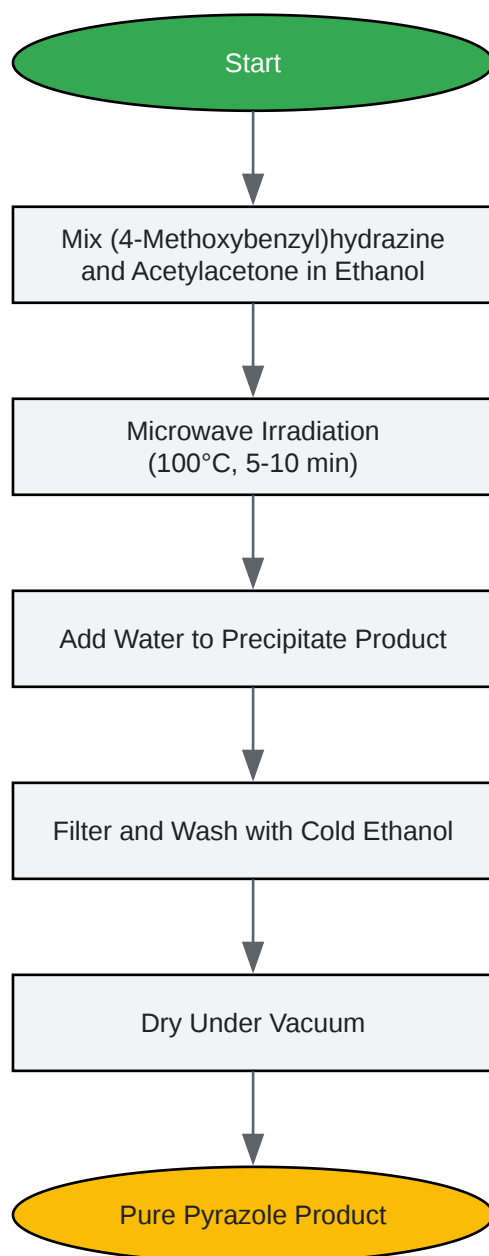 Start
Mix (4-Methoxybenzyl)hydrazine
and Acetylacetone in Ethanol
Microwave Irradiation
(100°C, 5-10 min)
Add Water to Precipitate Product
Filter and Wash with Cold Ethanol
Dry Under Vacuum
Pure Pyrazole Product